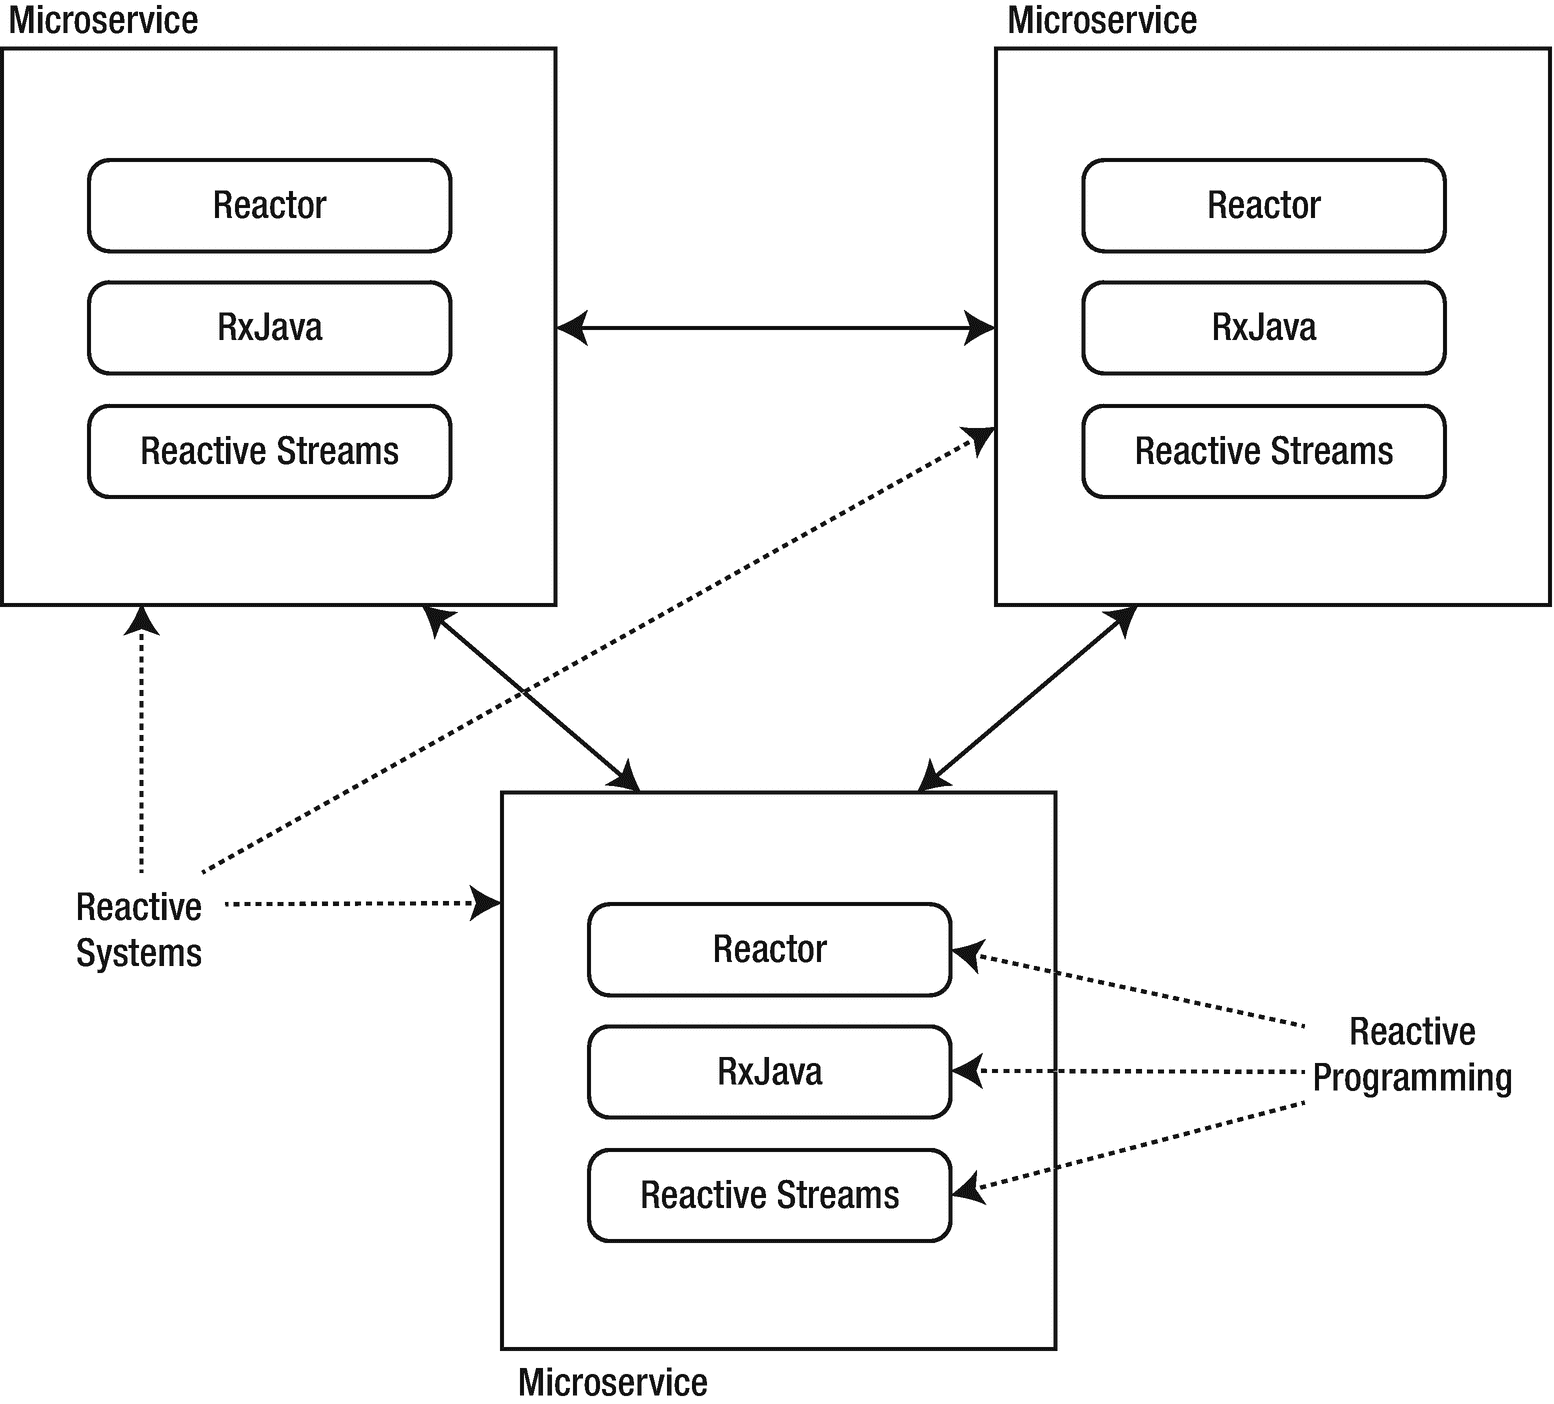 Microservice
Reactor
RxJava
Reactive Streams
Microservice
Reactor
RxJava
Reactive Streams
Reactive
Systems
Reactor
RxJava
Reactive Streams
Microservice
Reactive
Programming